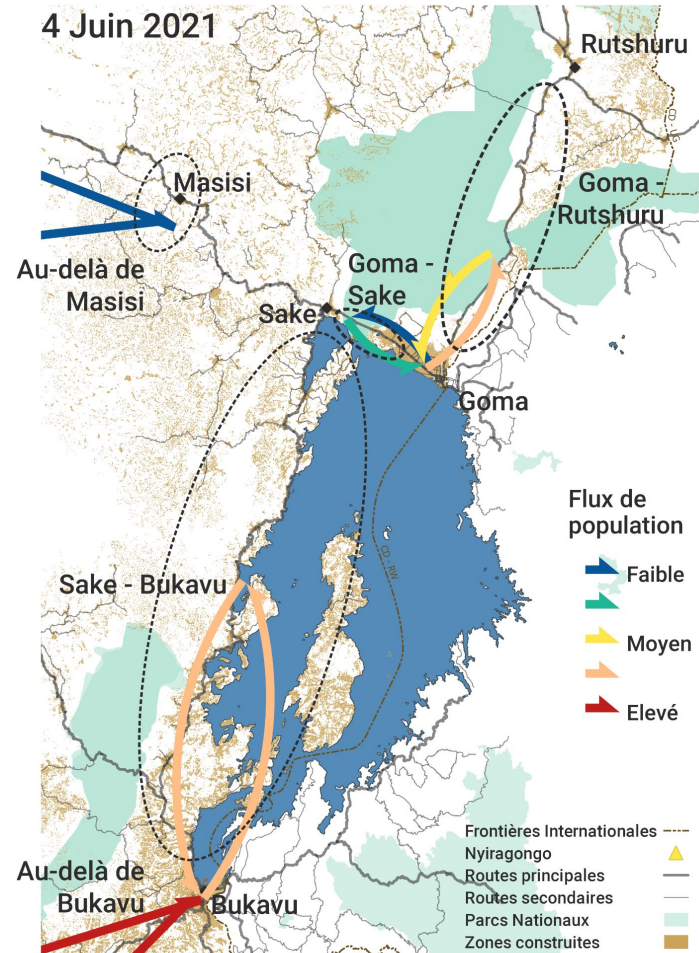 4 Juin 2021
Rutshuru
Masisi
Goma -
Rutshuru
Au-delà de
Masisi
Goma -
Sake
Sake
Goma
Flux de
population
Faible
Moyen
Elevé
CD - RW
Sake - Bukavu
Au-delà de
Bukavu
Bukavu
Frontières Internationales
Nyiragongo
Routes principales
Routes secondaires
Parcs Nationaux
Zones construites